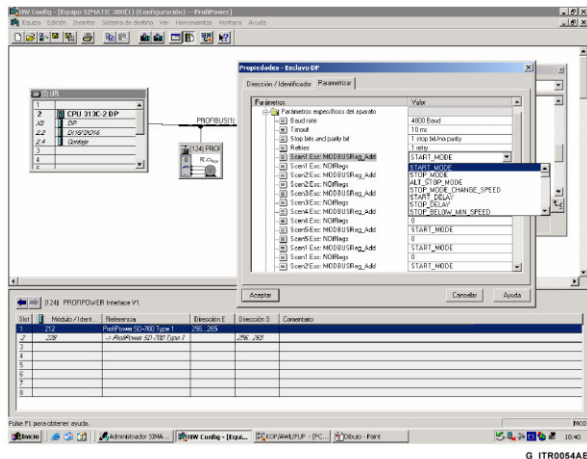 HW Config - [Equipo SIMATIC 300(1) (Configuración) -- ProfiPower]
Equipo Edición Insertar Sistema de destino Ver Herramientas Ventana Ayuda
(0) UR
1
2 CPU 313C-2 DP
X2 DP
2.2 DI16/DO16
2.4 Contaje
3
4
PROFIBUS(1)
(124) PROF
Propiedades - Esclavo DP
Dirección / Identificador Parametrizar
Parámetros Valor
Parámetros específicos del aparato
Baud rate 4800 Baud
Timout 10 ms
Stop bits and parity bit 1 stop bit/no parity
Retries 1 retry
Scen1 Esc: MODBUSReg_Add START_MODE
Scen1 Esc: NOfRegs START_MODE
Scen2 Esc: MODBUSReg_Add STOP_MODE
Scen2 Esc: NOfRegs ALT_STOP_MODE
Scen3 Esc: MODBUSReg_Add STOP_MODE_CHANGE_SPEED
Scen3 Esc: NOfRegs START_DELAY
Scen4 Esc: MODBUSReg_Add STOP_DELAY
Scen4 Esc: NOfRegs STOP_BELOW_MIN_SPEED
0
Scen5 Esc: MODBUSReg_Add START_MODE
Scen5 Esc: NOfRegs 0
Scen1 Esc: MODBUSReg_Add START_MODE
Scen1 Esc: NOfRegs 0
Scen2 Esc: MODBUSReg_Add START_MODE
Aceptar Cancelar Ayuda
(124) PROFIPOWER Interface V1.
Slot Módulo / Ident... Referencia Dirección E Dirección S Comentario
1 212 ProfiPower SD-700 Type 1 256...265
2 228 -> ProfiPower SD-700 Type 1 256...263
3
4
5
6
7
8
Pulse F1 para obtener ayuda. MOD
Inicio Administrador SIMA... HW Config - [Equi... KOP/AWL/FUP - [PC... Dibujo - Paint 10:40
G_ITR0054AE